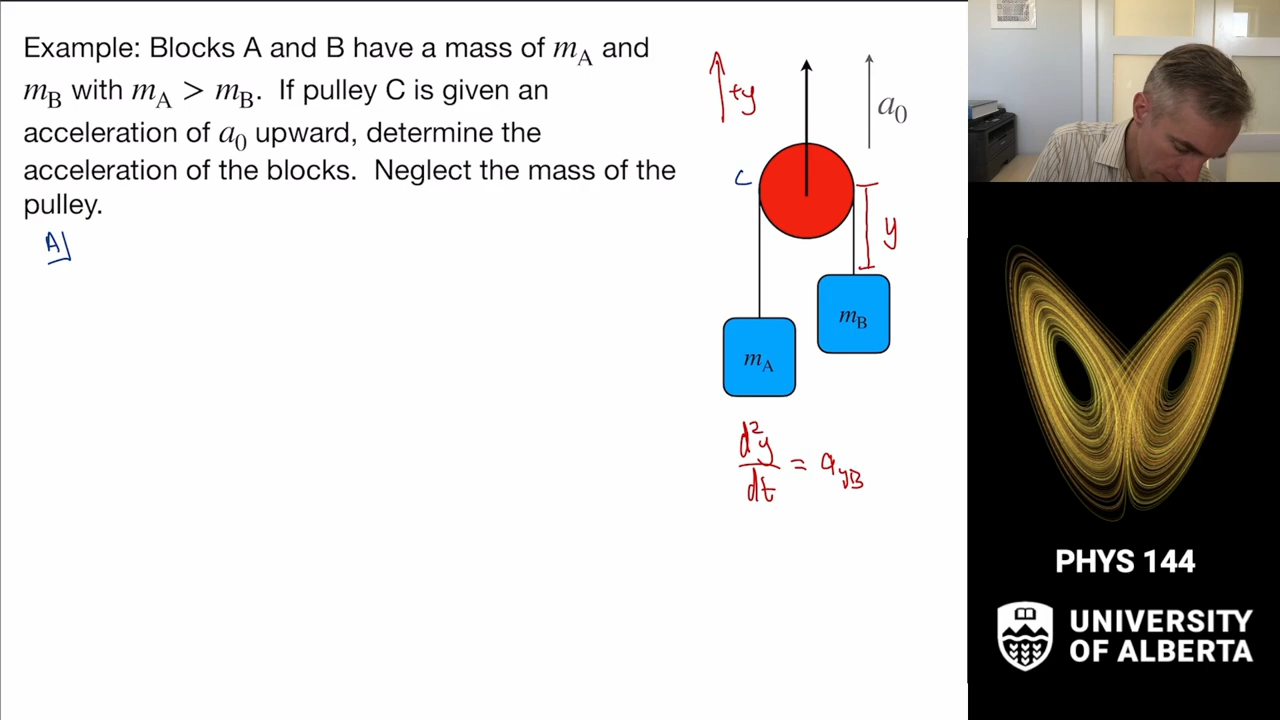 Example: Blocks A and B have a mass of m_A and
m_B with m_A > m_B. If pulley C is given an
acceleration of a_0 upward, determine the
acceleration of the blocks. Neglect the mass of the
pulley.
A)
+y
a_0
C
y
m_B
m_A
d²y/dt = a_yB
PHYS 144
UNIVERSITY
OF ALBERTA